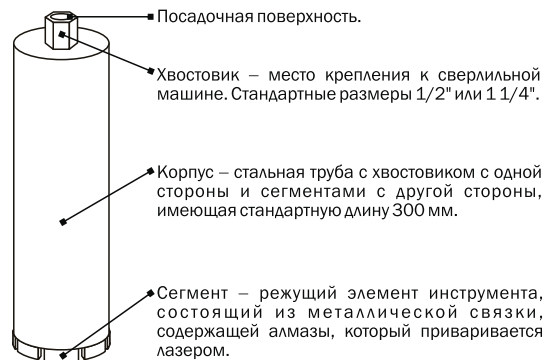 Посадочная поверхность.
Хвостовик – место крепления к сверлильной
машине. Стандартные размеры 1/2" или 1 1/4".
Корпус – стальная труба с хвостовиком с одной
стороны и сегментами с другой стороны,
имеющая стандартную длину 300 мм.
Сегмент – режущий элемент инструмента,
состоящий из металлической связки,
содержащей алмазы, который приваривается
лазером.